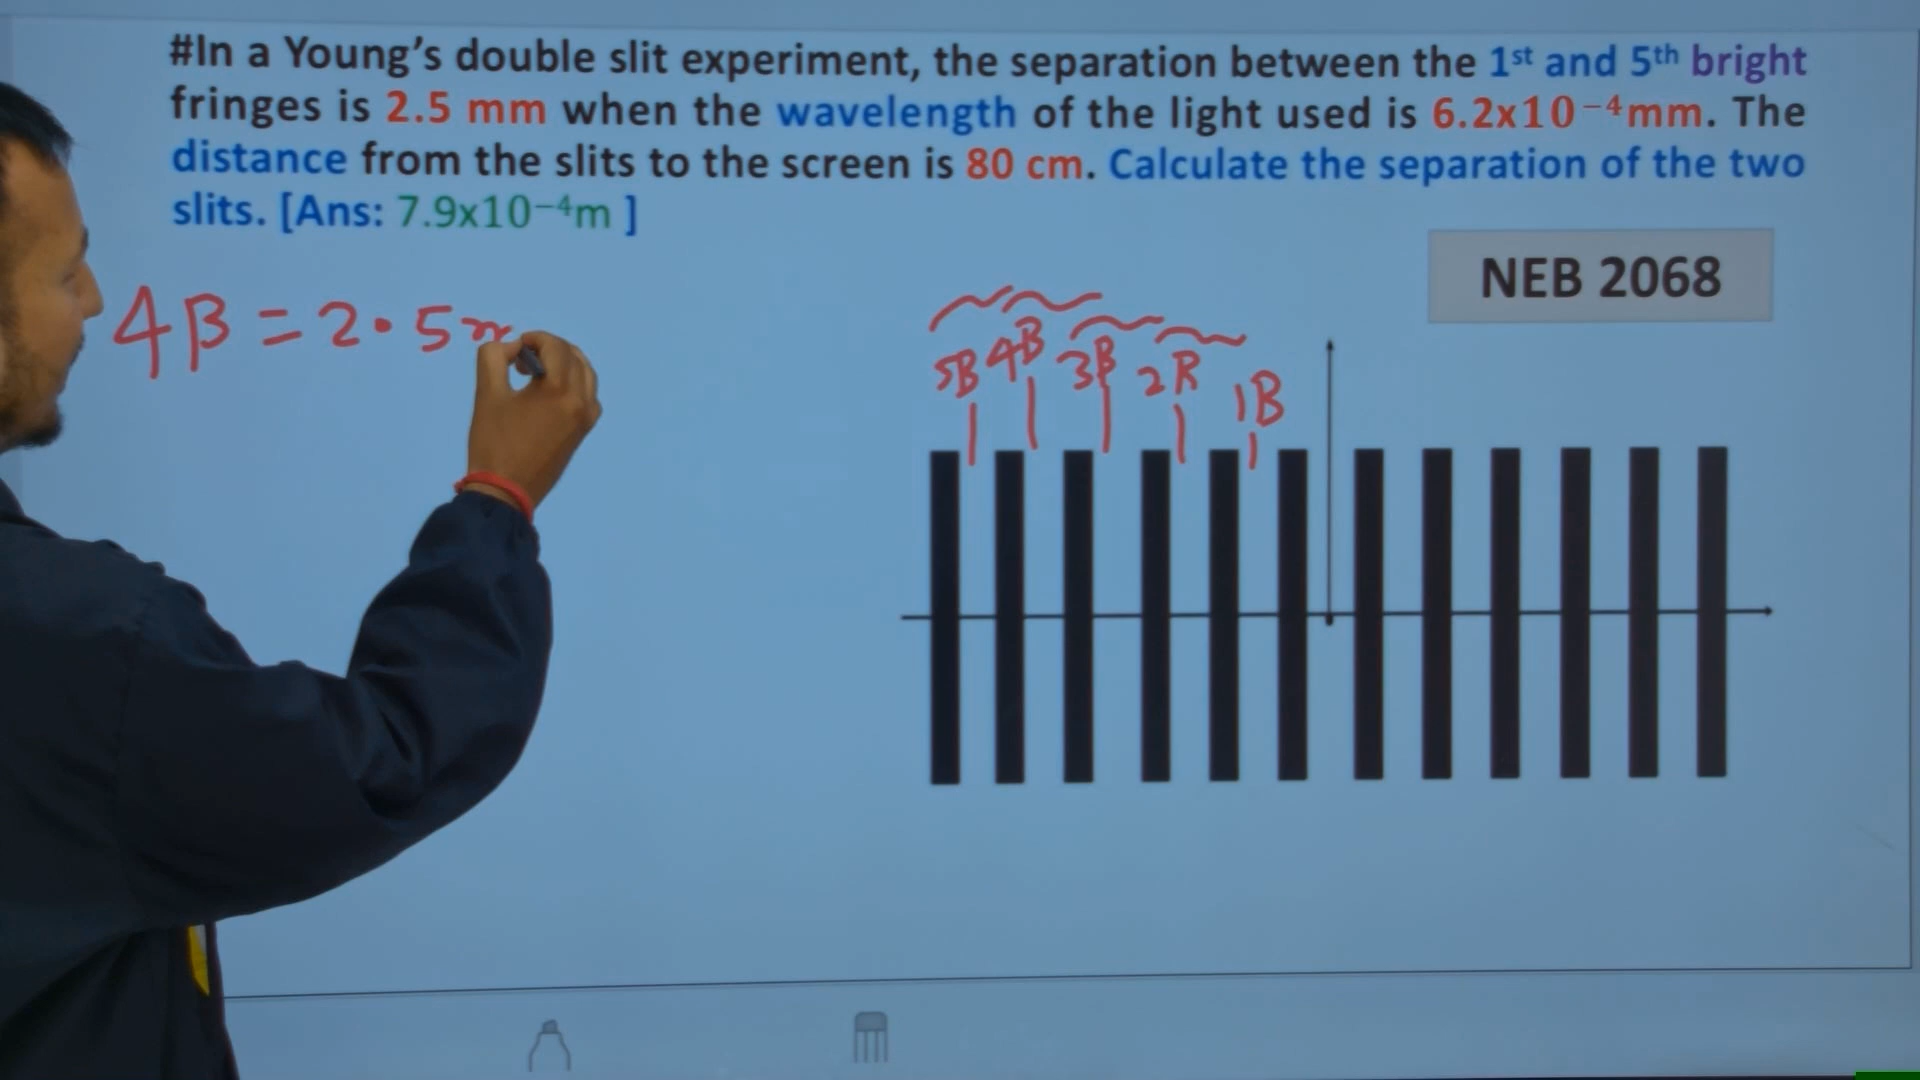 #In a Young’s double slit experiment, the separation between the 1st and 5th bright
fringes is 2.5 mm when the wavelength of the light used is 6.2x10⁻⁴mm. The
distance from the slits to the screen is 80 cm. Calculate the separation of the two
slits. [Ans: 7.9x10⁻⁴m ]
NEB 2068
4β = 2.5m
5B 4B 3B 2B 1B